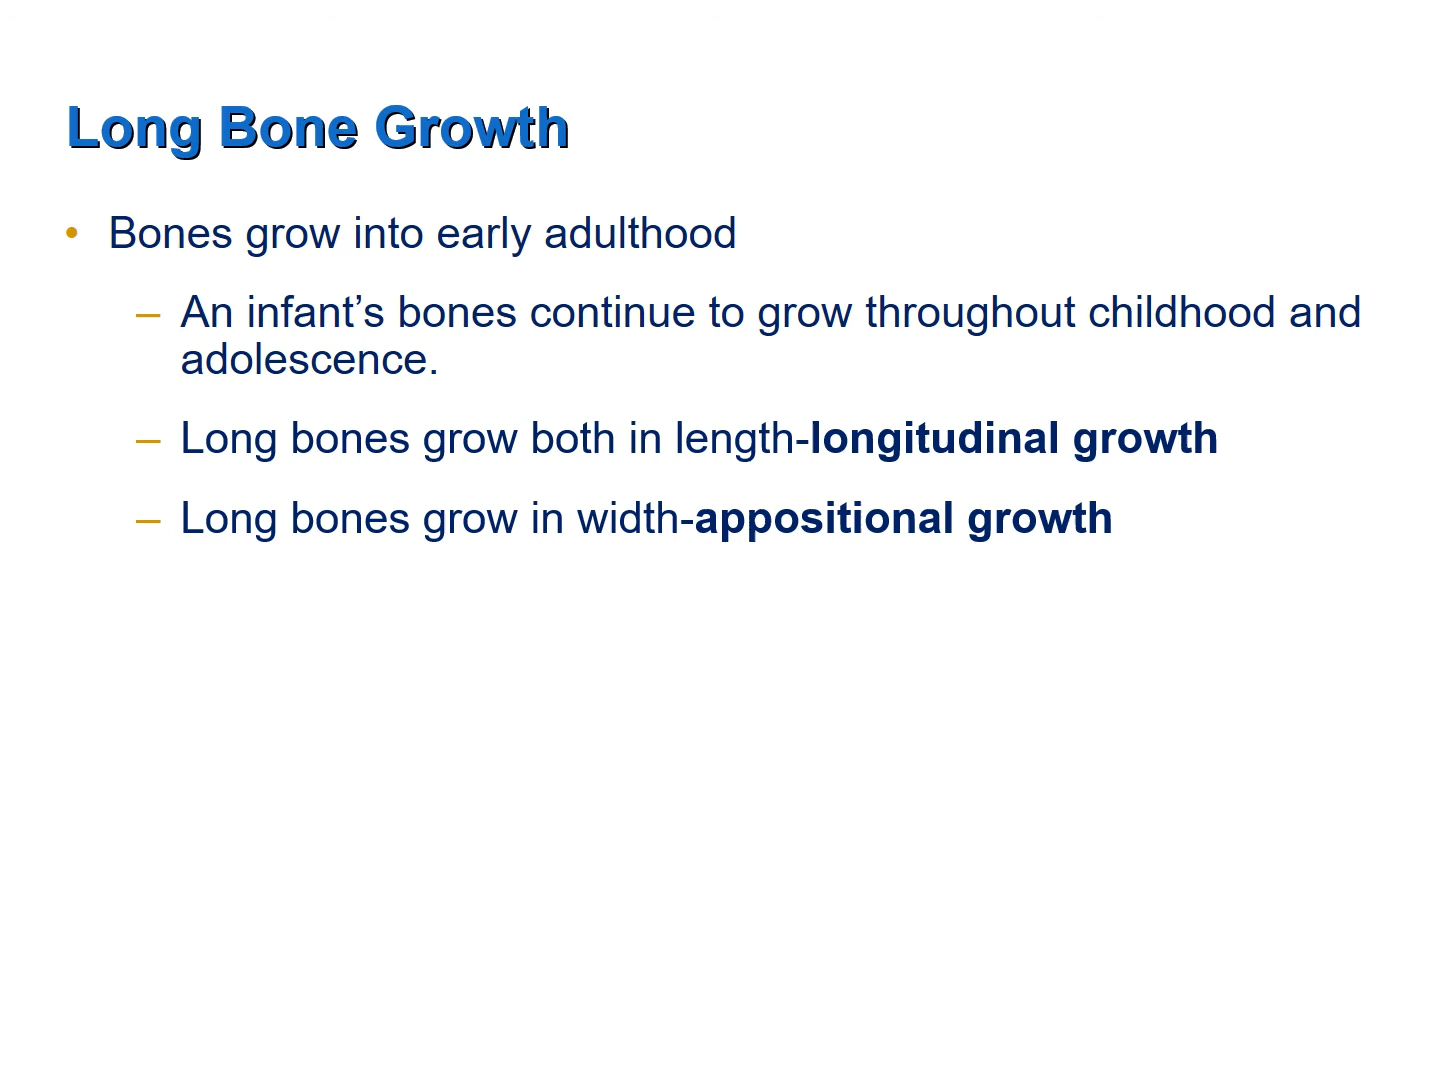 Long Bone Growth
• Bones grow into early adulthood
– An infant’s bones continue to grow throughout childhood and
adolescence.
– Long bones grow both in length-longitudinal growth
– Long bones grow in width-appositional growth